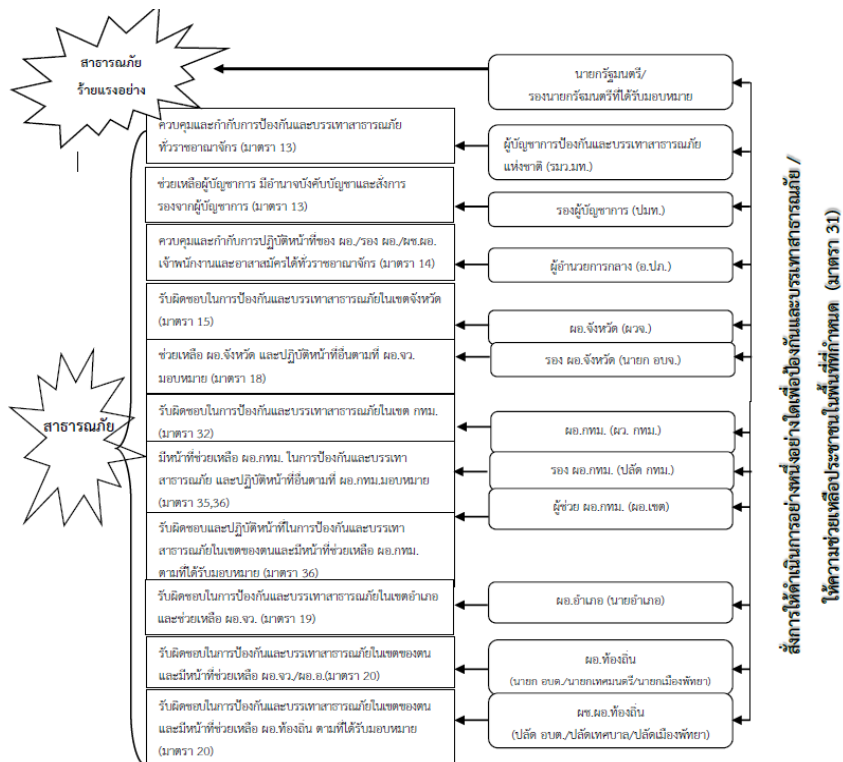 สาธารณภัย
ร้ายแรงอย่าง
นายกรัฐมนตรี/
รองนายกรัฐมนตรีที่ได้รับมอบหมาย
ควบคุมและกำกับการป้องกันและบรรเทาสาธารณภัย
ทั่วราชอาณาจักร (มาตรา 13)
ผู้บัญชาการป้องกันและบรรเทาสาธารณภัย
แห่งชาติ (รมว.มท.)
ช่วยเหลือผู้บัญชาการ มีอำนาจบังคับบัญชาและสั่งการ
รองจากผู้บัญชาการ (มาตรา 13)
รองผู้บัญชาการ (ปมท.)
ควบคุมและกำกับการปฏิบัติหน้าที่ของ ผอ./รอง ผอ./ผช.ผอ.
เจ้าพนักงานและอาสาสมัครได้ทั่วราชอาณาจักร (มาตรา 14)
ผู้อำนวยการกลาง (อ.ปภ.)
รับผิดชอบในการป้องกันและบรรเทาสาธารณภัยในเขตจังหวัด
(มาตรา 15)
ผอ.จังหวัด (ผวจ.)
ช่วยเหลือ ผอ.จังหวัด และปฏิบัติหน้าที่อื่นตามที่ ผอ.จว.
มอบหมาย (มาตรา 18)
รอง ผอ.จังหวัด (นายก อบจ.)
สาธารณภัย
รับผิดชอบในการป้องกันและบรรเทาสาธารณภัยในเขต กทม.
(มาตรา 32)
ผอ.กทม. (ผว. กทม.)
มีหน้าที่ช่วยเหลือ ผอ.กทม. ในการป้องกันและบรรเทา
สาธารณภัย และปฏิบัติหน้าที่อื่นตามที่ ผอ.กทม.มอบหมาย
(มาตรา 35,36)
รอง ผอ.กทม. (ปลัด กทม.)
ผู้ช่วย ผอ.กทม. (ผอ.เขต)
รับผิดชอบและปฏิบัติหน้าที่ในการป้องกันและบรรเทา
สาธารณภัยในเขตของตนและมีหน้าที่ช่วยเหลือ ผอ.กทม.
ตามที่ได้รับมอบหมาย (มาตรา 36)
รับผิดชอบในการป้องกันและบรรเทาสาธารณภัยในเขตอำเภอ
และช่วยเหลือ ผอ.จว. (มาตรา 19)
ผอ.อำเภอ (นายอำเภอ)
รับผิดชอบในการป้องกันและบรรเทาสาธารณภัยในเขตของตน
และมีหน้าที่ช่วยเหลือ ผอ.จว./ผอ.อ.(มาตรา 20)
ผอ.ท้องถิ่น
(นายก อบต./นายกเทศมนตรี/นายกเมืองพัทยา)
รับผิดชอบในการป้องกันและบรรเทาสาธารณภัยในเขตของตน
และมีหน้าที่ช่วยเหลือ ผอ.ท้องถิ่น ตามที่ได้รับมอบหมาย
(มาตรา 20)
ผช.ผอ.ท้องถิ่น
(ปลัด อบต./ปลัดเทศบาล/ปลัดเมืองพัทยา)
สั่งการให้ดำเนินการอย่างหนึ่งอย่างใดเพื่อป้องกันและบรรเทาสาธารณภัย /
ให้ความช่วยเหลือประชาชนในพื้นที่ที่กำหนด (มาตรา 31)